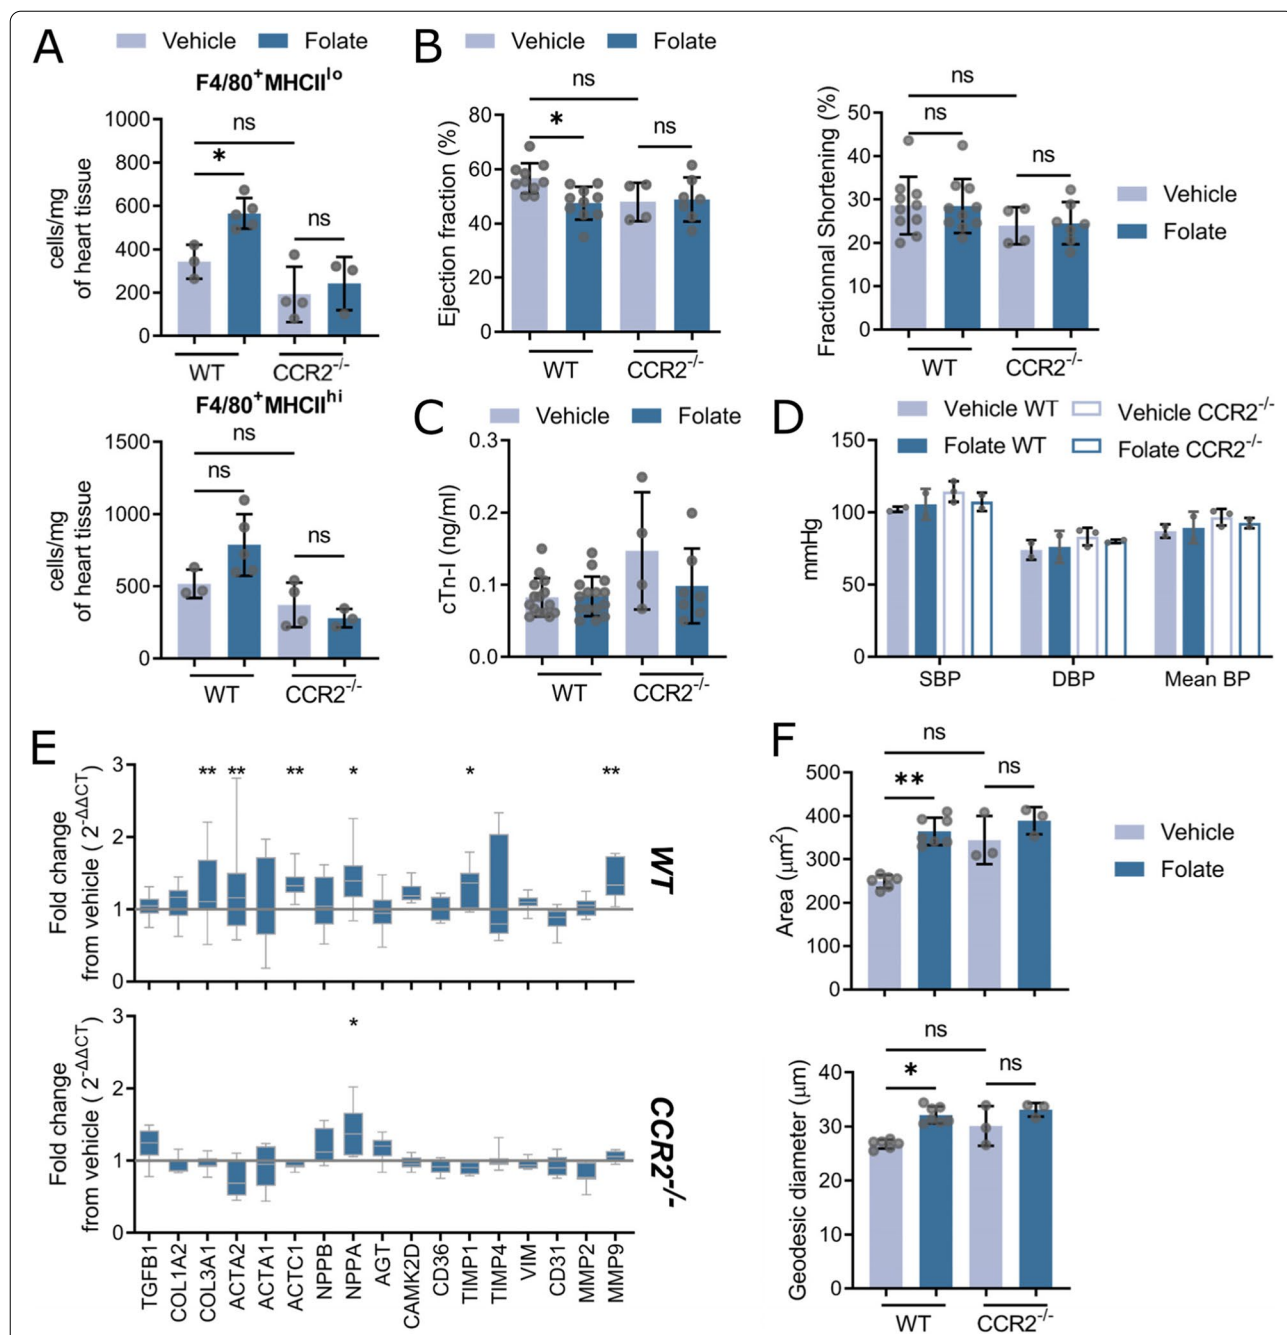 A
Vehicle Folate
F4/80+MHCIIlo
cells/mg
of heart tissue
1000
800
600
400
200
0
ns
*
ns
WT CCR2-/-
F4/80+MHCIIhi
cells/mg
of heart tissue
1500
1000
500
0
ns
ns
ns
WT CCR2-/-
B
Vehicle Folate
Ejection fraction (%)
80
60
40
20
0
ns
*
ns
WT CCR2-/-
Fractionnal Shortening (%)
50
40
30
20
10
0
ns
ns
ns
WT CCR2-/-
Vehicle
Folate
C
Vehicle Folate
cTn-I (ng/ml)
0.3
0.2
0.1
0.0
WT CCR2-/-
D
Vehicle WT Vehicle CCR2-/-
Folate WT Folate CCR2-/-
mmHg
150
100
50
0
SBP DBP Mean BP
E
Fold change
from vehicle ( 2-ΔΔCT)
3
2
1
0
** ** ** * * **
WT
Fold change
from vehicle ( 2-ΔΔCT)
3
2
1
0
*
CCR2-/-
TGFB1
COL1A2
COL3A1
ACTA2
ACTA1
ACTC1
NPPB
NPPA
AGT
CAMK2D
CD36
TIMP1
TIMP4
VIM
CD31
MMP2
MMP9
F
Area (μm2)
500
400
300
200
100
0
ns
**
ns
Vehicle
Folate
Geodesic diameter (μm)
40
30
20
10
0
ns
*
ns
WT CCR2-/-